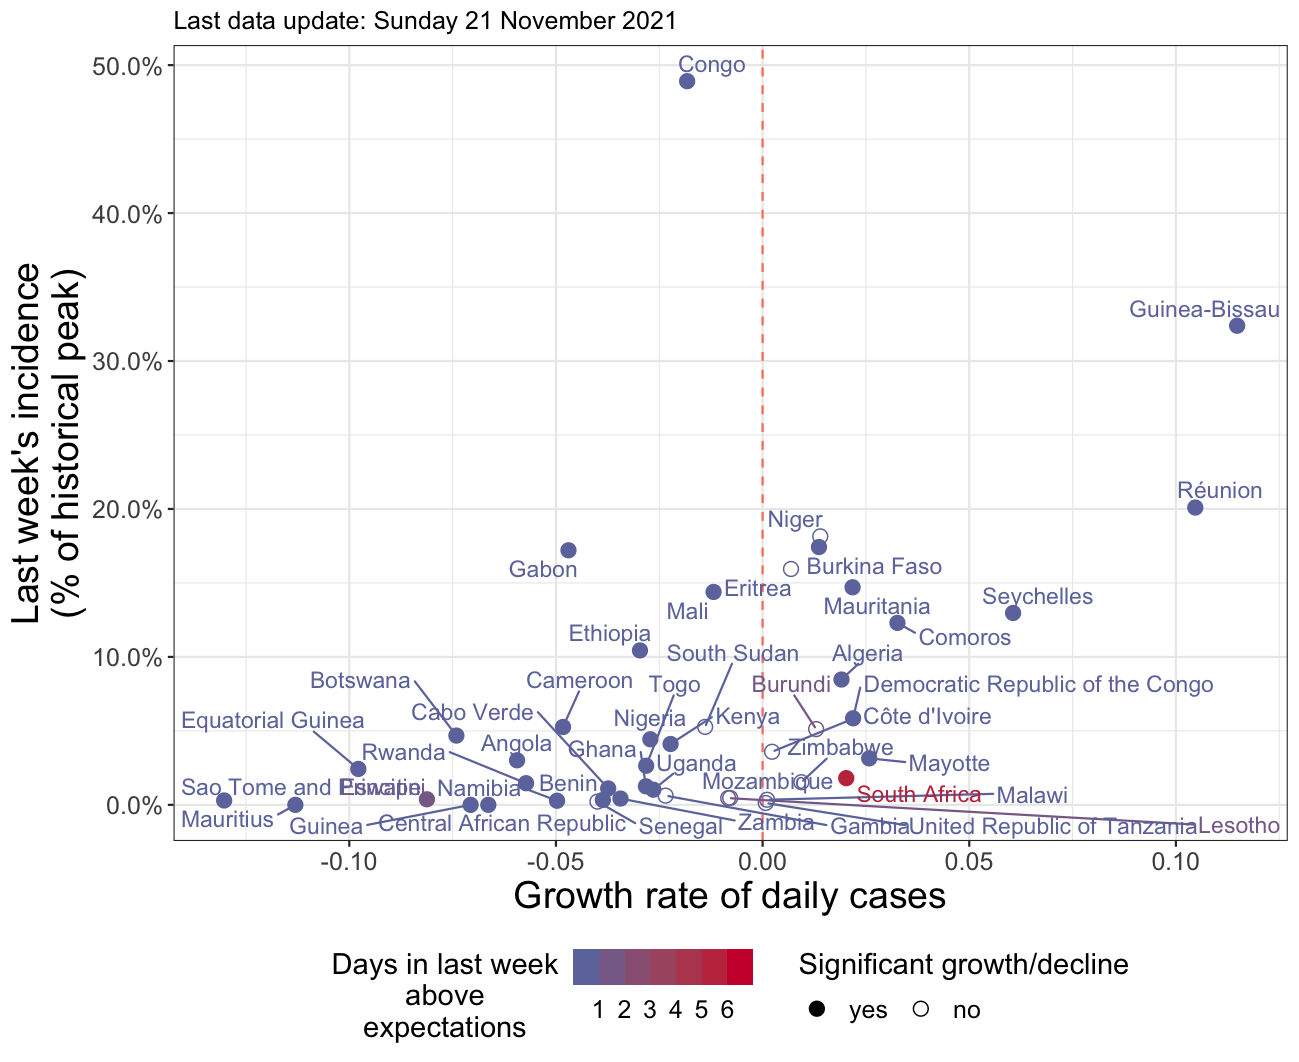 Last data update: Sunday 21 November 2021
Last week's incidence
(% of historical peak)
50.0%
40.0%
30.0%
20.0%
10.0%
0.0%
Congo
Guinea-Bissau
Réunion
Niger
Gabon
Burkina Faso
Eritrea
Mali
Mauritania
Seychelles
Ethiopia
Comoros
South Sudan
Algeria
Botswana
Cameroon
Togo
Burundi
Democratic Republic of the Congo
Equatorial Guinea
Cabo Verde
Nigeria
Kenya
Côte d'Ivoire
Rwanda
Angola
Ghana
Zimbabwe
Uganda
Mayotte
Sao Tome and Principe
Eswatini
Namibia
Benin
Mozambique
South Africa
Malawi
Mauritius
Guinea
Central African Republic
Senegal
Zambia
Gambia
United Republic of Tanzania
Lesotho
-0.10
-0.05
0.00
0.05
0.10
Growth rate of daily cases
Days in last week
above
expectations
1 2 3 4 5 6
Significant growth/decline
yes
no